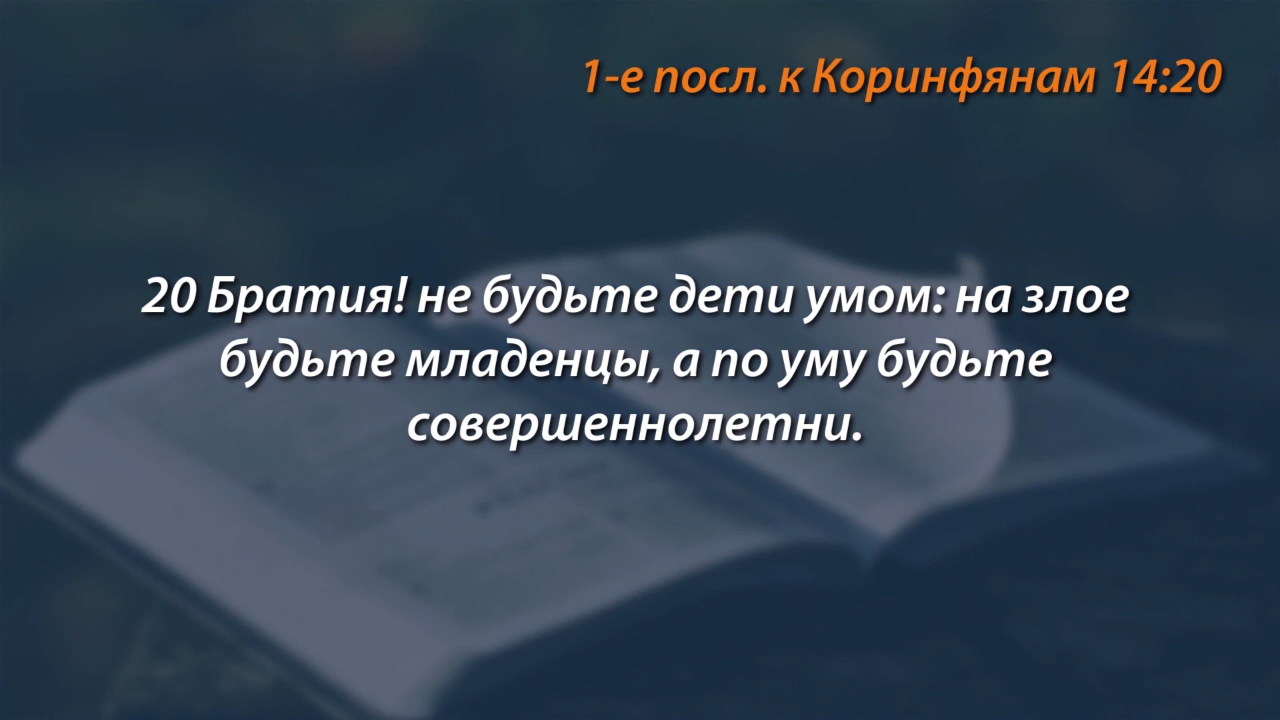 1-е посл. к Коринфянам 14:20
20 Братия! не будьте дети умом: на злое
будьте младенцы, а по уму будьте
совершеннолетни.